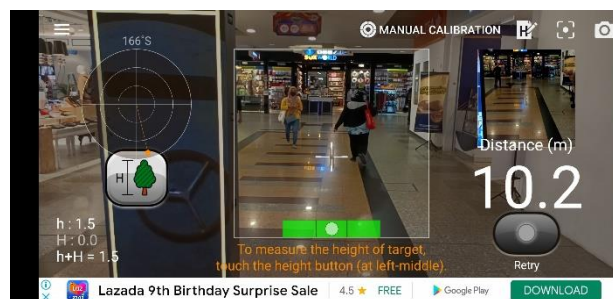 166°S
MANUAL CALIBRATION
H
Distance (m)
10.2
H
h : 1.5
H : 0.0
h+H = 1.5
To measure the height of target,
touch the height button (at left-middle).
Retry
Lazada 9th Birthday Surprise Sale 4.5 ★ FREE Google Play DOWNLOAD